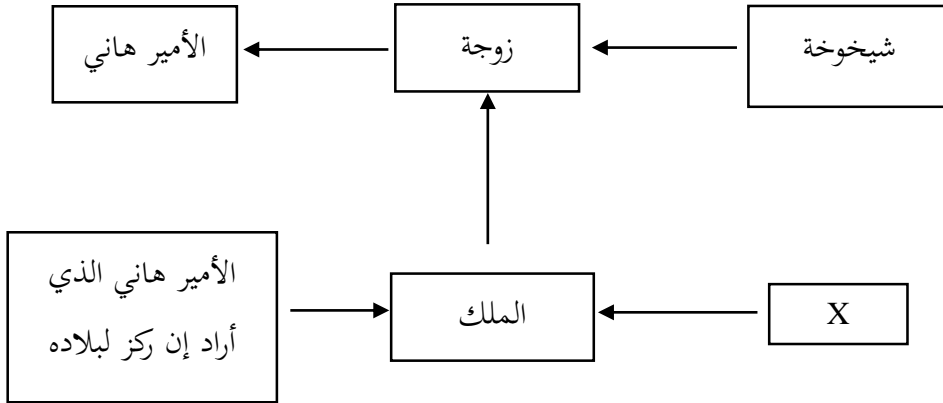 شيخوخة
زوجة
الأمير هاني
X
الملك
الأمير هاني الذي
أراد إن ركز لبلاده